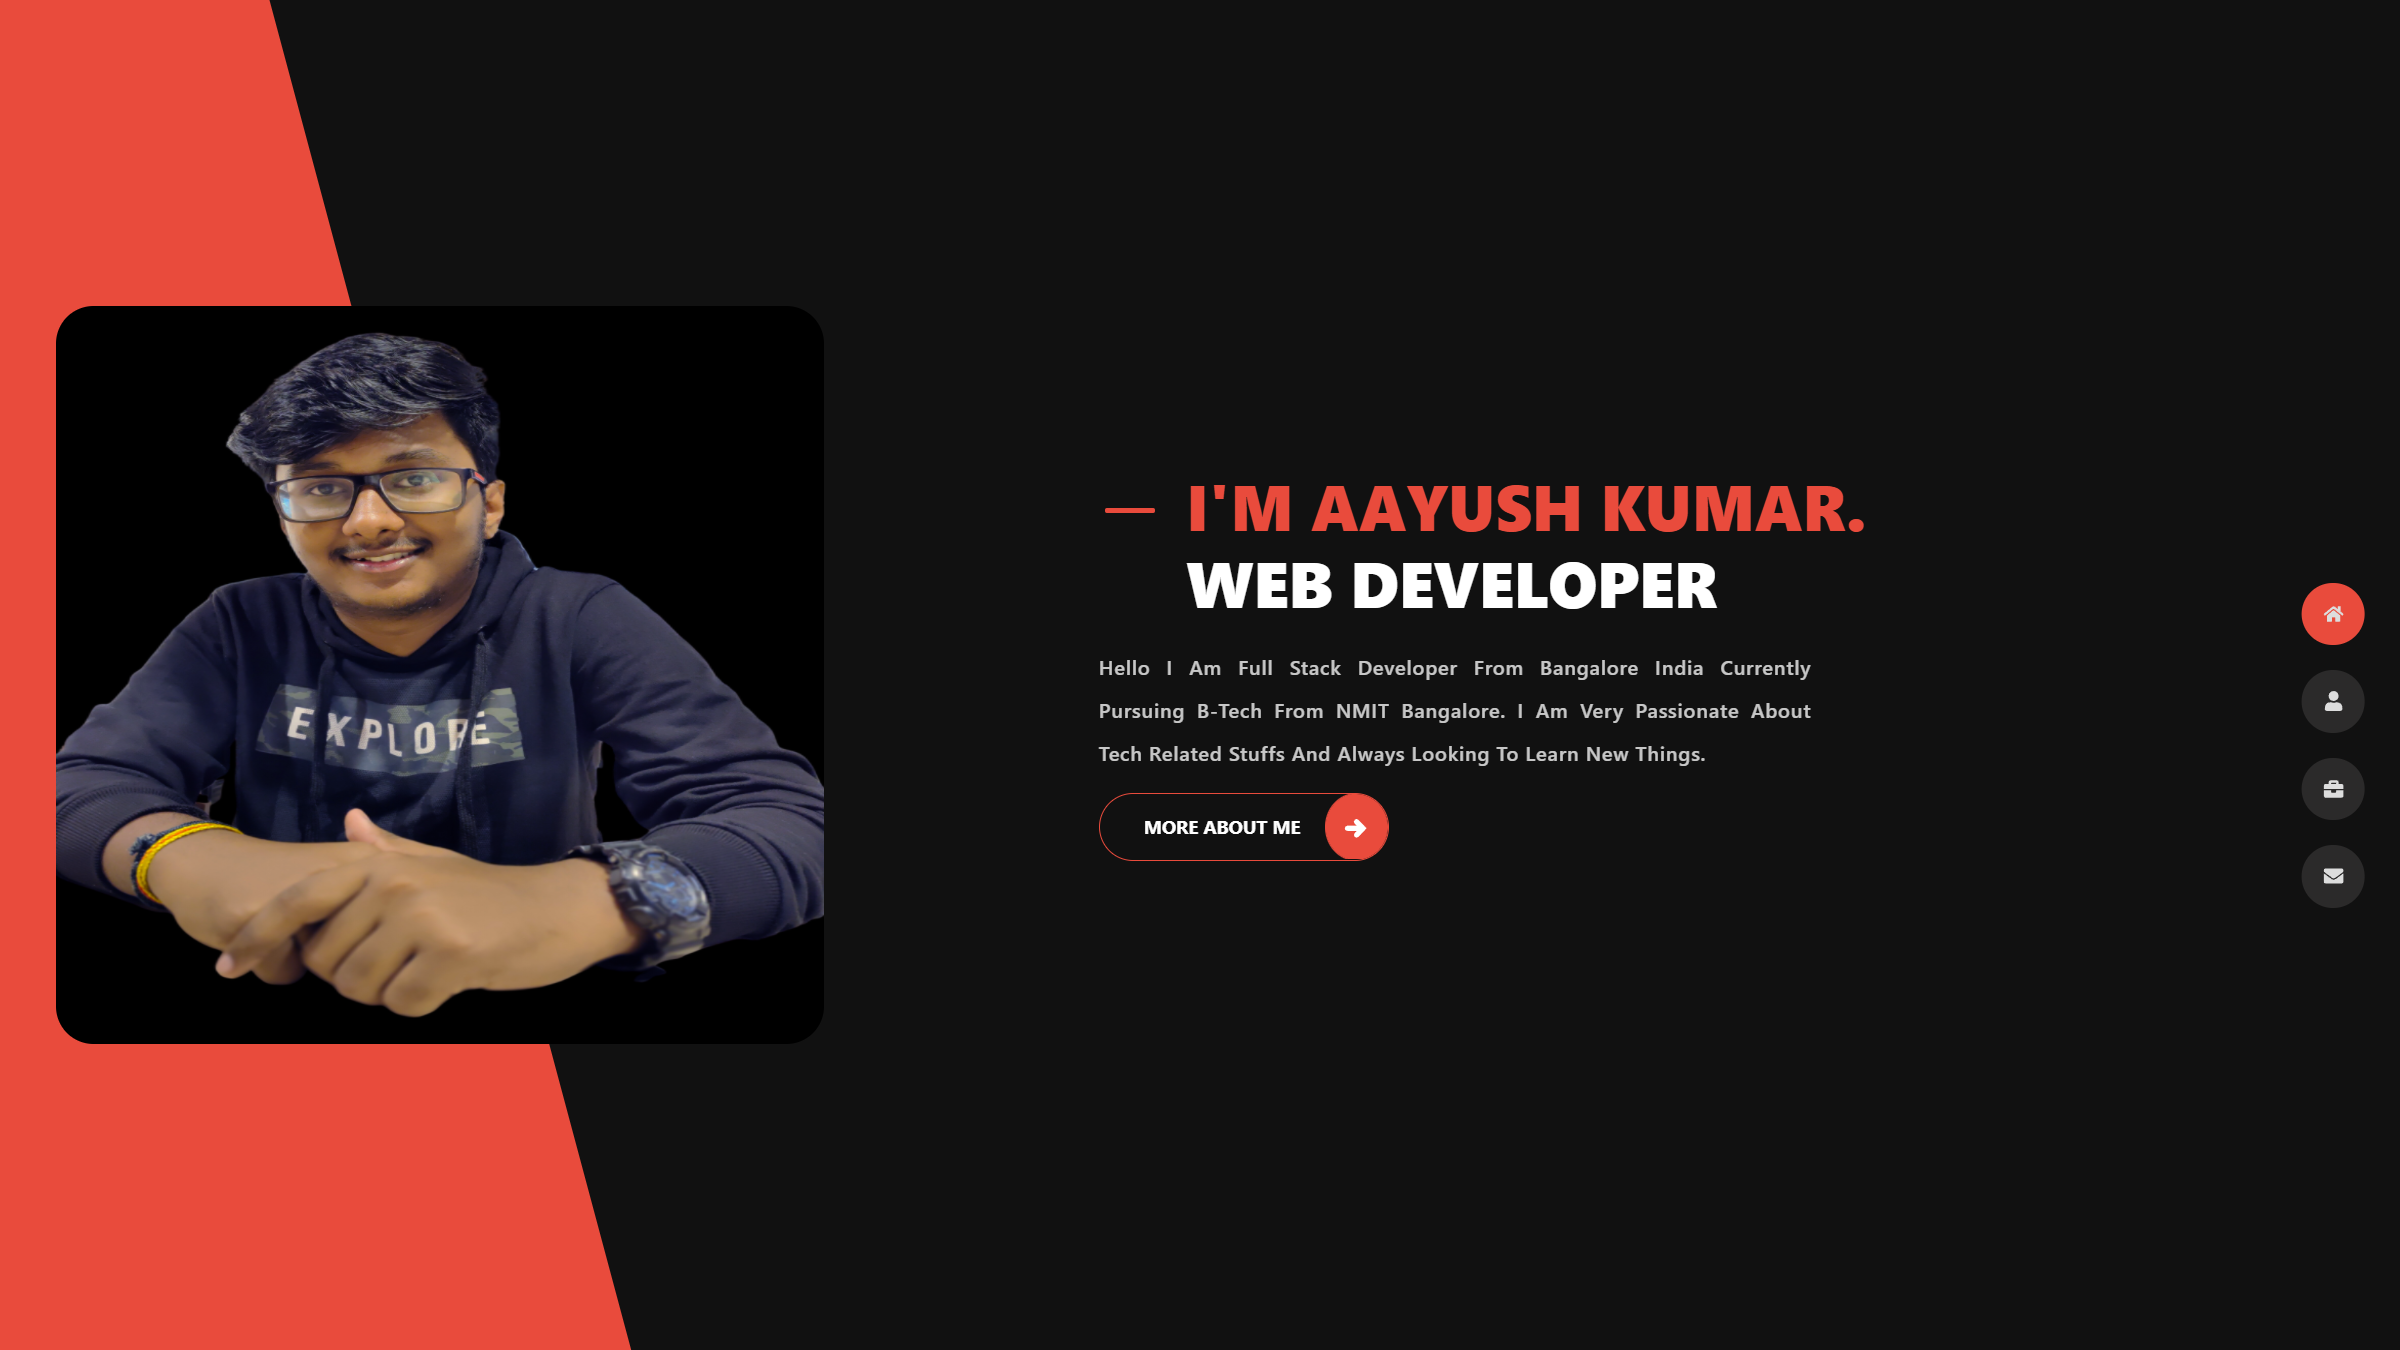 I'M AAYUSH KUMAR.
WEB DEVELOPER
Hello I Am Full Stack Developer From Bangalore India Currently
Pursuing B-Tech From NMIT Bangalore. I Am Very Passionate About
Tech Related Stuffs And Always Looking To Learn New Things.
MORE ABOUT ME
EXPLORE